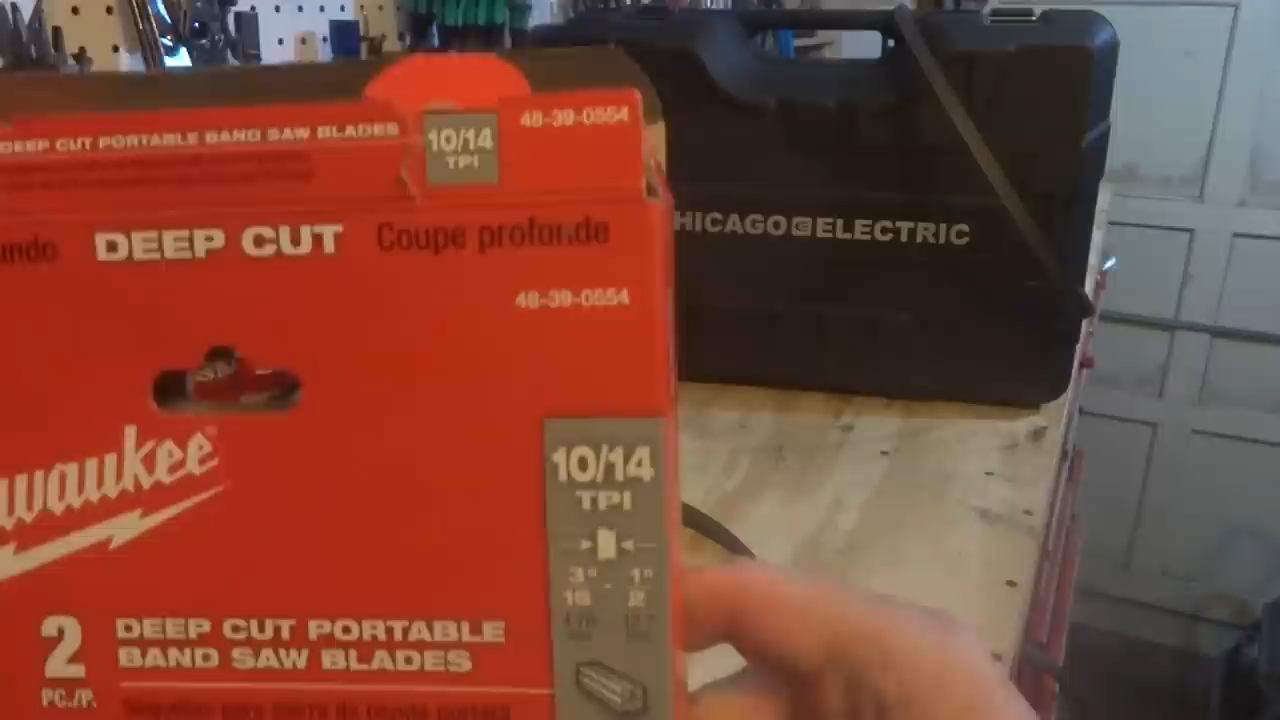 DEEP CUT PORTABLE BAND SAW BLADES
10/14
TPI
48-39-0554
undo DEEP CUT Coupe profonde
48-39-0554
HICAGO ELECTRIC
waukee
10/14
TPI
3" - 1"
16 2
2
PC./P.
DEEP CUT PORTABLE
BAND SAW BLADES